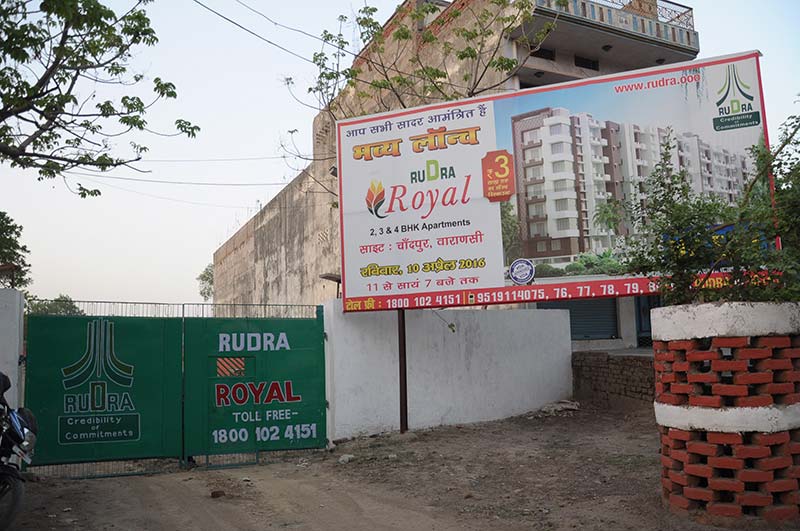 आप सभी सादर आमंत्रित हैं
भव्य लॉन्च
RUDRA
Royal
2, 3 & 4 BHK Apartments
साइट : चाँदपुर, वाराणसी
रविवार, 10 अप्रैल 2016
11 से सायं 7 बजे तक
टोल फ्री : 1800 102 4151
9519114075, 76, 77, 78, 79,
₹ 3
www.rudra.ooo
RUDRA
Credibility
of
Commitments
RUDRA
Credibility
of
Commitments
RUDRA
ROYAL
TOLL FREE-
1800 102 4151